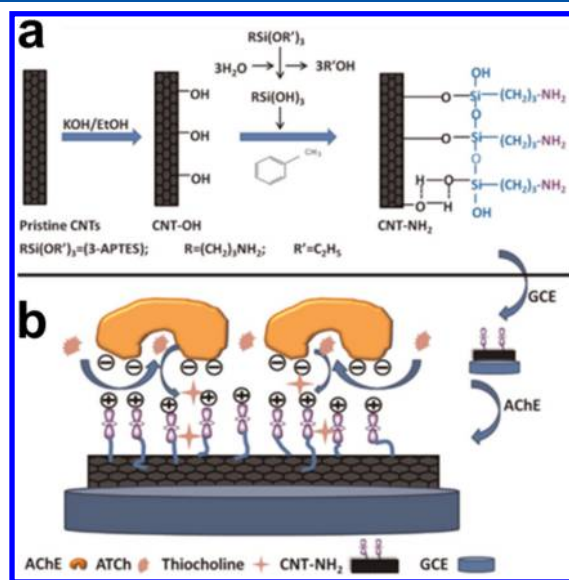 a
RSi(OR')₃
3H₂O
3R'OH
RSi(OH)₃
KOH/EtOH
CH₃
OH
OH
OH
OH
O
Si
(CH₂)₃-NH₂
O
O
Si
(CH₂)₃-NH₂
O
H
O
Si
(CH₂)₃-NH₂
O
H
OH
Pristine CNTs
CNT-OH
CNT-NH₂
RSi(OR')₃=(3-APTES); R=(CH₂)₃NH₂; R'=C₂H₅
b
GCE
AChE
AChE ATCh Thiocholine CNT-NH₂ GCE